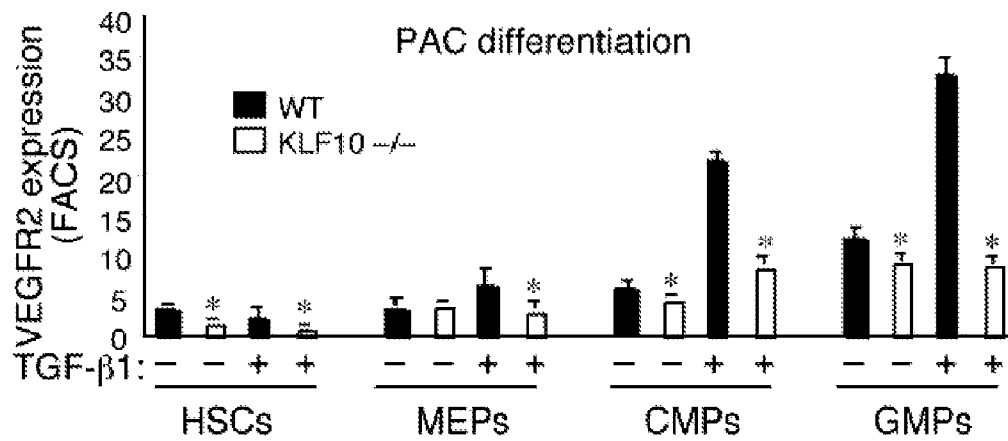 PAC differentiation
VEGFR2 expression
(FACS)
40
35
30
25
20
15
10
5
0
WT
KLF10 –/–
* * * * * * *
TGF-β1: – – + + – – + + – – + + – – + +
HSCs MEPs CMPs GMPs